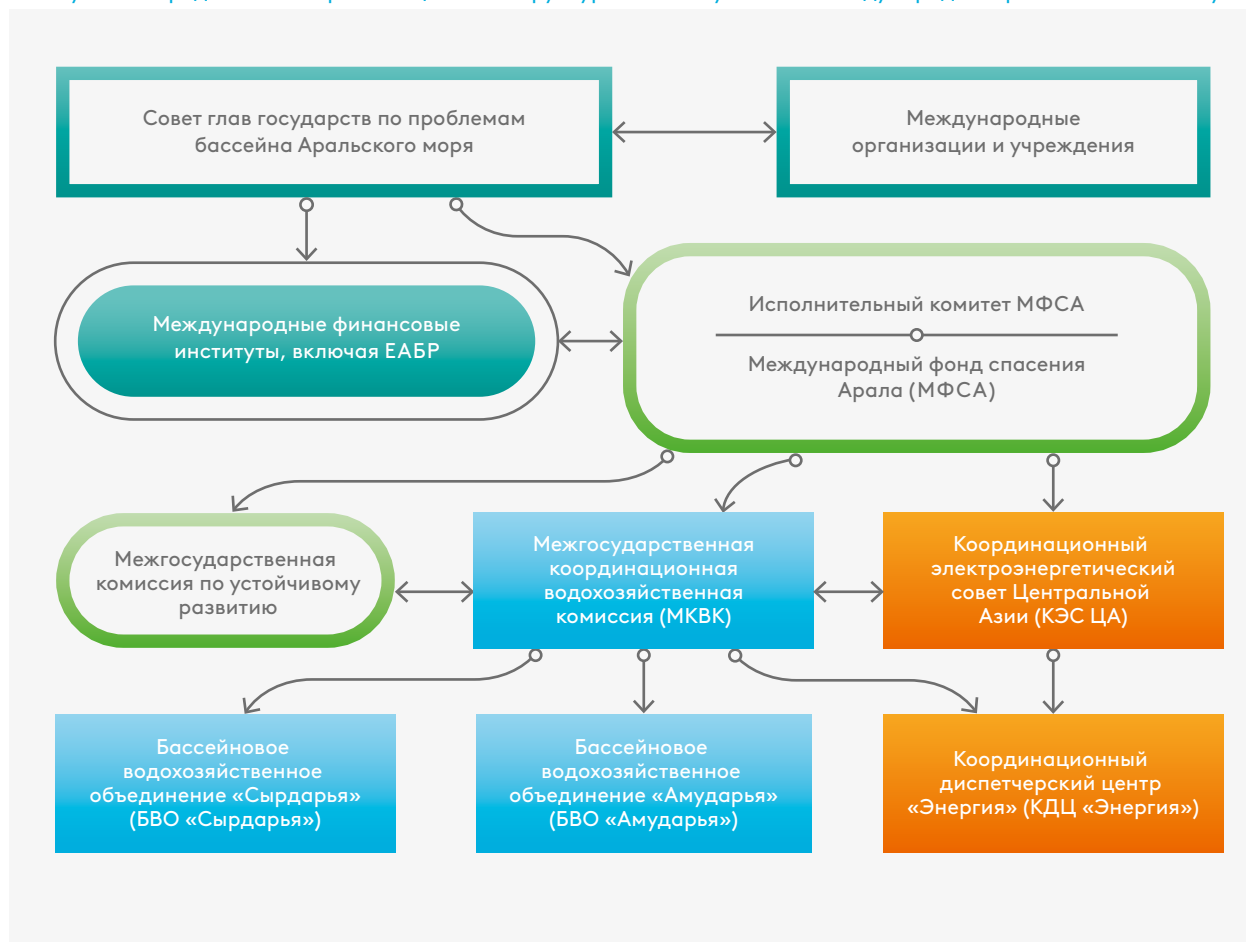 Совет глав государств по проблемам
бассейна Аральского моря
Международные
организации и учреждения
Международные финансовые
институты, включая ЕАБР
Исполнительный комитет МФСА
Международный фонд спасения
Арала (МФСА)
Межгосударственная
комиссия по устойчивому
развитию
Межгосударственная
координационная
водохозяйственная
комиссия (МКВК)
Координационный
электроэнергетический
совет Центральной
Азии (КЭС ЦА)
Бассейновое
водохозяйственное
объединение «Сырдарья»
(БВО «Сырдарья»)
Бассейновое
водохозяйственное
объединение «Амударья»
(БВО «Амударья»)
Координационный
диспетчерский центр
«Энергия» (КДЦ «Энергия»)